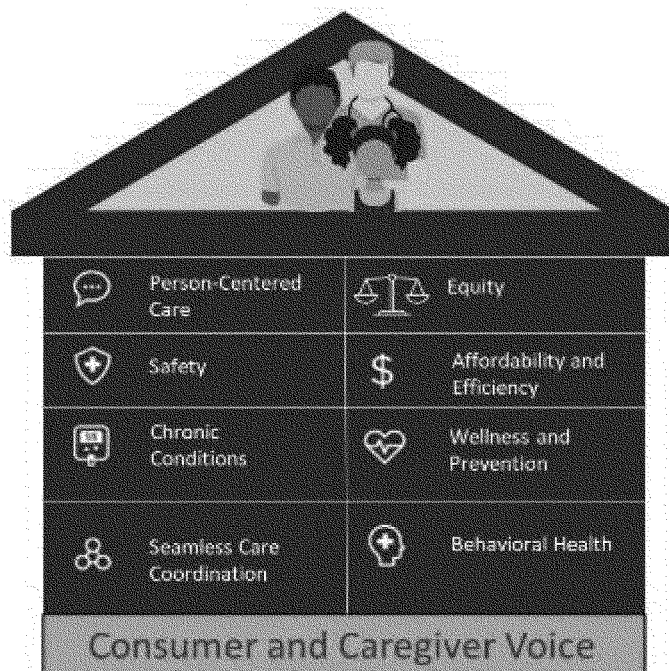 Person-Centered
Care
Equity
Safety
$
Affordability and
Efficiency
Chronic
Conditions
Wellness and
Prevention
Seamless Care
Coordination
Behavioral Health
Consumer and Caregiver Voice